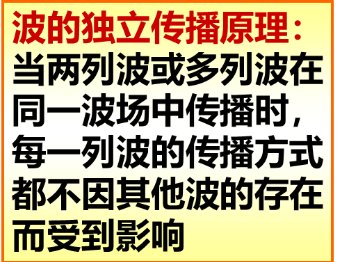 波的独立传播原理：
当两列波或多列波在
同一波场中传播时，
每一列波的传播方式
都不因其他波的存在
而受到影响